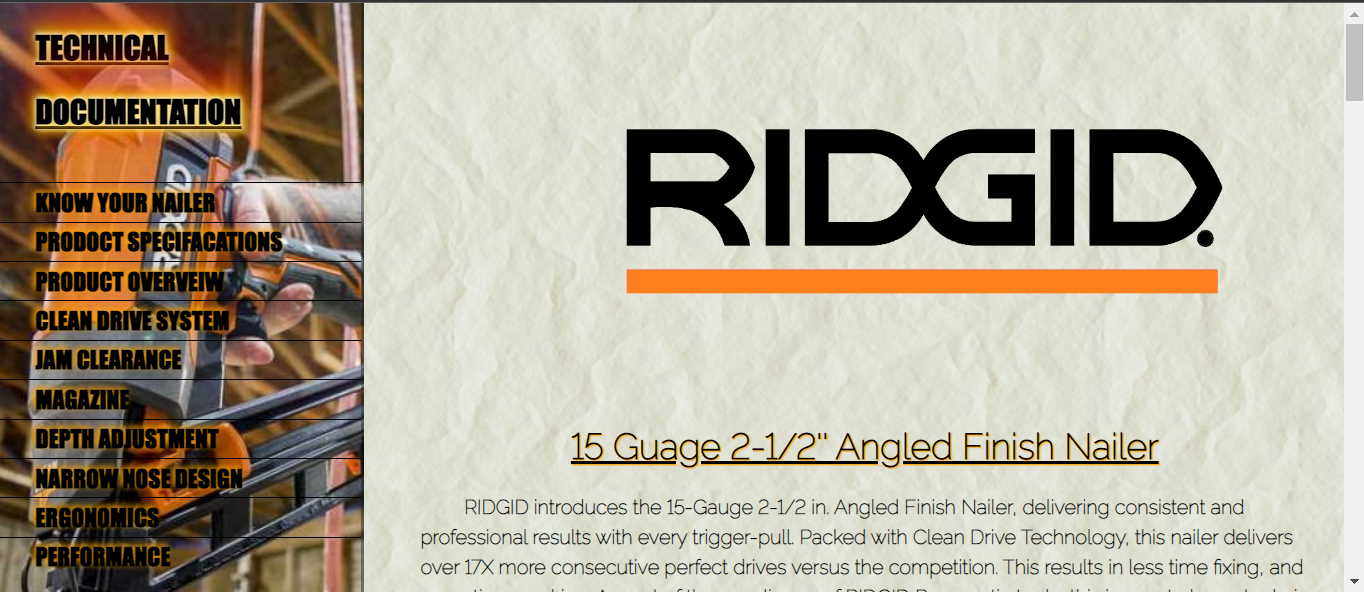 TECHNICAL
DOCUMENTATION
KNOW YOUR NAILER
PRODOCT SPECIFACATIONS
PRODUCT OVERVEIW
CLEAN DRIVE SYSTEM
JAM CLEARANCE
MAGAZINE
DEPTH ADJUSTMENT
NARROW NOSE DESIGN
ERGONOMICS
PERFORMANCE
RIDGID
RIDGID.
15 Guage 2-1/2" Angled Finish Nailer
RIDGID introduces the 15-Gauge 2-1/2 in. Angled Finish Nailer, delivering consistent and
professional results with every trigger-pull. Packed with Clean Drive Technology, this nailer delivers
over 17X more consecutive perfect drives versus the competition. This results in less time fixing, and